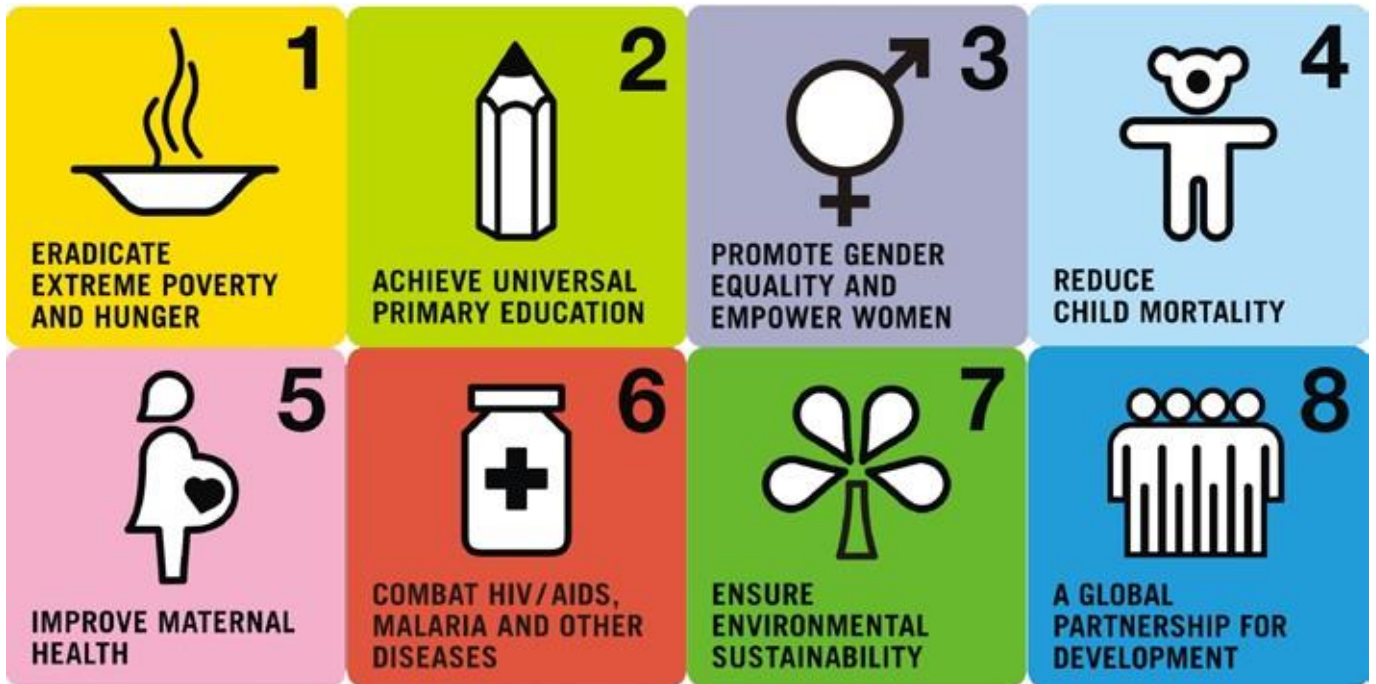 1
ERADICATE
EXTREME POVERTY
AND HUNGER
2
ACHIEVE UNIVERSAL
PRIMARY EDUCATION
3
PROMOTE GENDER
EQUALITY AND
EMPOWER WOMEN
4
REDUCE
CHILD MORTALITY
5
IMPROVE MATERNAL
HEALTH
6
COMBAT HIV/AIDS,
MALARIA AND OTHER
DISEASES
7
ENSURE
ENVIRONMENTAL
SUSTAINABILITY
8
A GLOBAL
PARTNERSHIP FOR
DEVELOPMENT